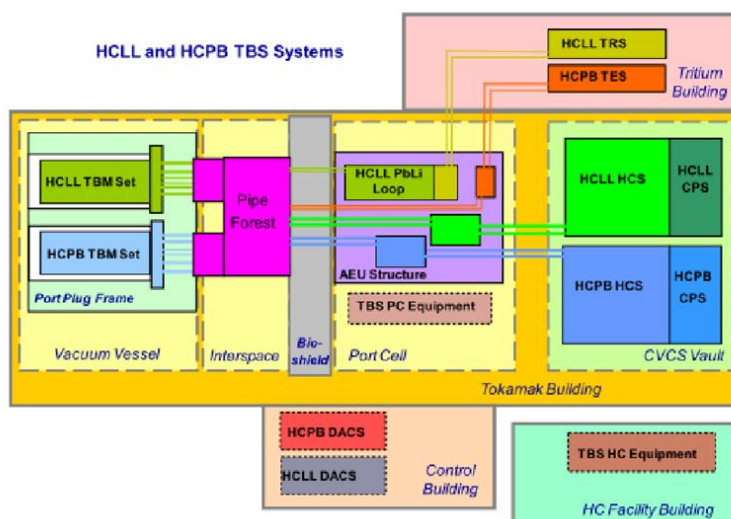 HCLL and HCPB TBS Systems
HCLL TRS
HCPB TES
Tritium
Building
HCLL TBM Set
HCPB TBM Set
Port Plug Frame
Vacuum Vessel
Pipe
Forest
Interspace
Bio-
shield
HCLL PbLi
Loop
AEU Structure
TBS PC Equipment
Port Cell
HCLL HCS
HCLL
CPS
HCPB HCS
HCPB
CPS
CVCS Vault
Tokamak Building
HCPB DACS
HCLL DACS
Control
Building
TBS HC Equipment
HC Facility Building